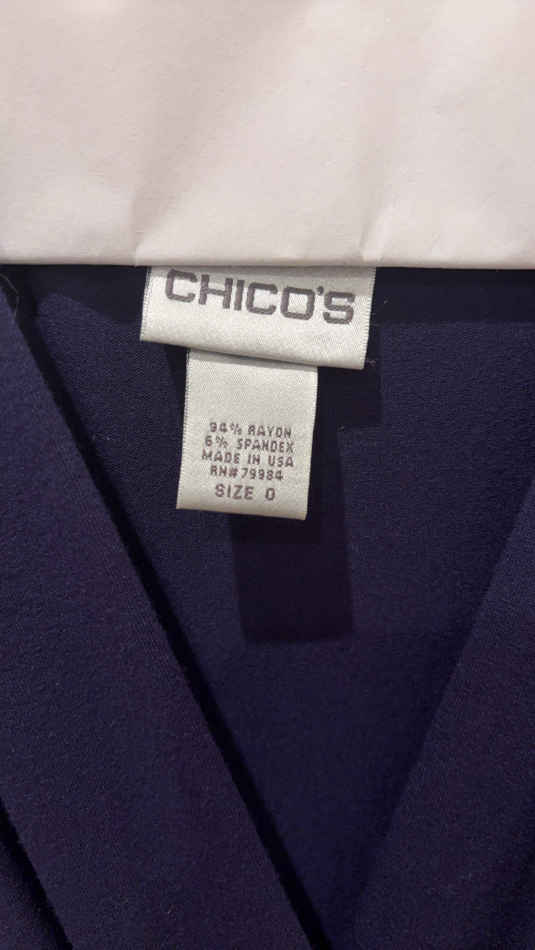 CHICO'S
94% RAYON
6% SPANDEX
MADE IN USA
RN# 79984
SIZE 0